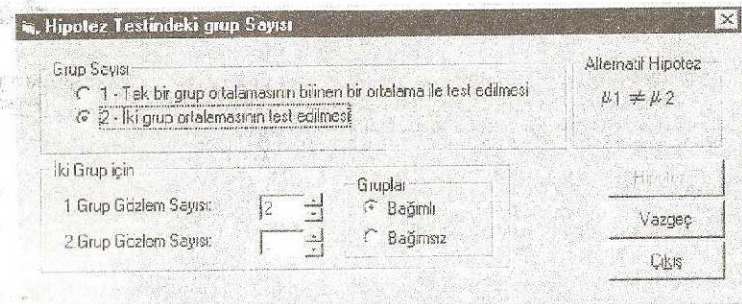 Hipotez Testindeki grup Sayısı
Grup Sayısı
1 - Tek bir grup ortalamasının bilinen bir ortalama ile test edilmesi
2 - İki grup ortalamasının test edilmesi
Alternatif Hipotez
μ1 ≠ μ2
İki Grup için
1.Grup Gözlem Sayısı: 2
2.Grup Gözlem Sayısı:
Gruplar
Bağımlı
Bağımsız
Hipotez
Vazgeç
Çıkış